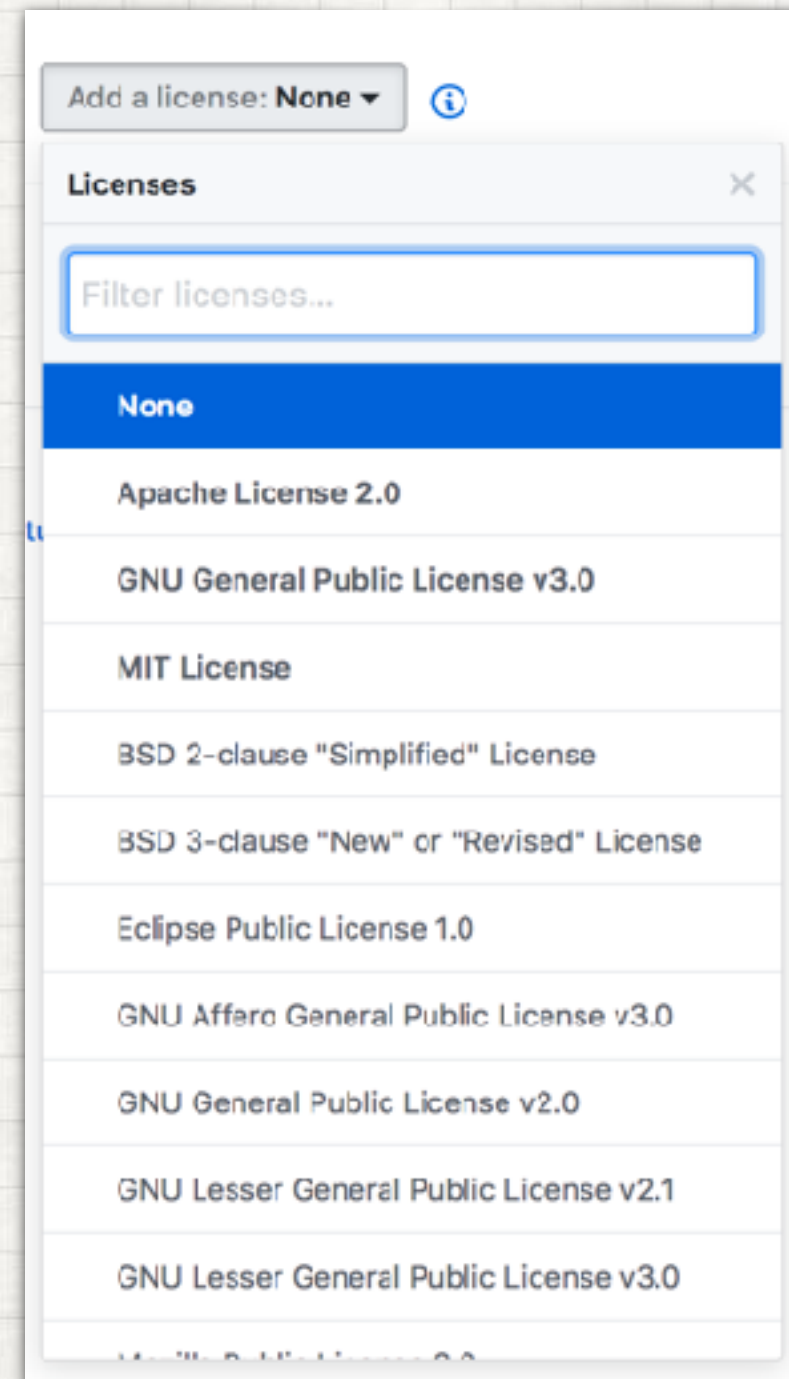 Add a license: None
Licenses
Filter licenses...
None
Apache License 2.0
GNU General Public License v3.0
MIT License
BSD 2-clause "Simplified" License
BSD 3-clause "New" or "Revised" License
Eclipse Public License 1.0
GNU Affero General Public License v3.0
GNU General Public License v2.0
GNU Lesser General Public License v2.1
GNU Lesser General Public License v3.0